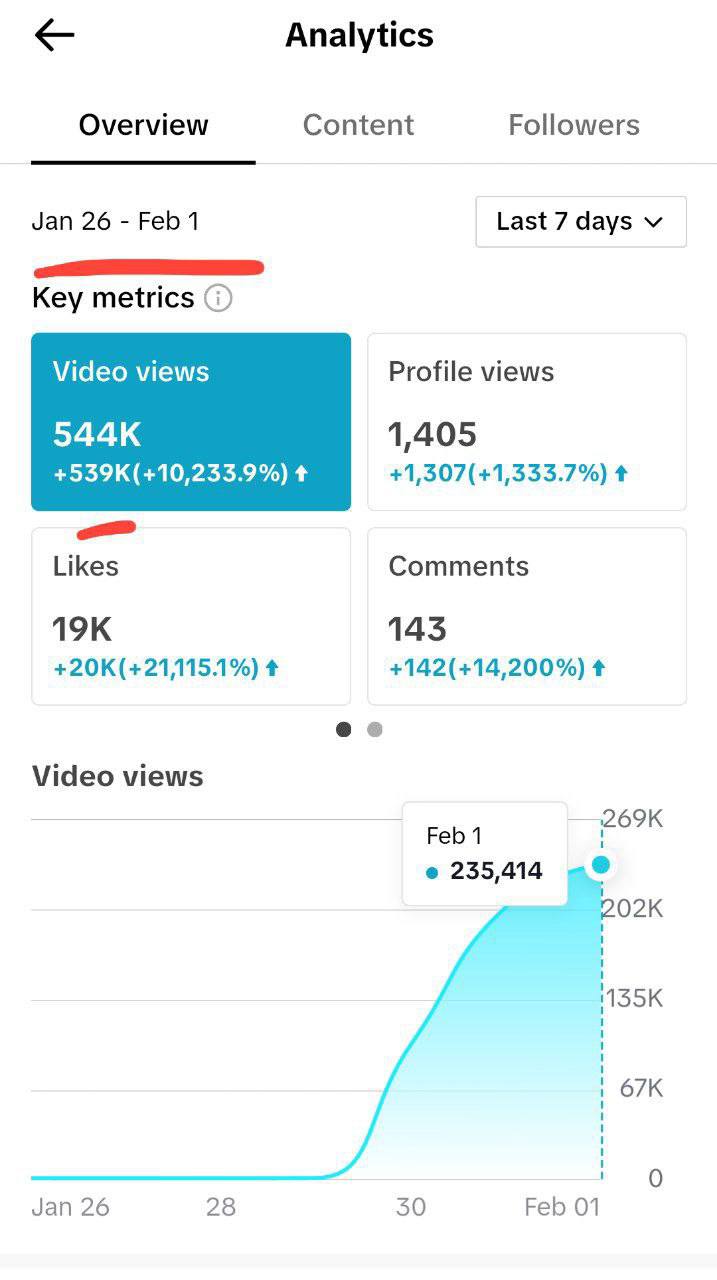 Analytics
Overview Content Followers
Jan 26 - Feb 1 Last 7 days
Key metrics
Video views
544K
+539K(+10,233.9%)
Profile views
1,405
+1,307(+1,333.7%)
Likes
19K
+20K(+21,115.1%)
Comments
143
+142(+14,200%)
Video views
Feb 1
235,414
269K
202K
135K
67K
0
Jan 26 28 30 Feb 01